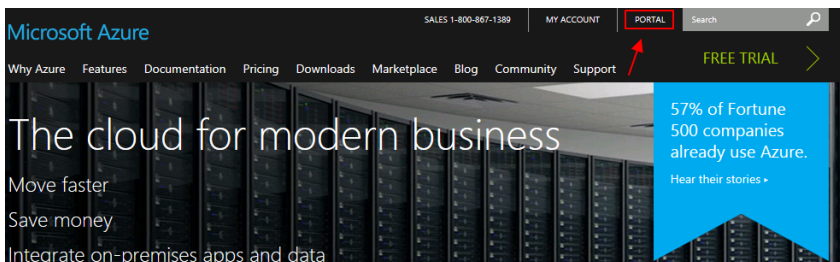 SALES 1-800-867-1389 MY ACCOUNT PORTAL Search
Microsoft Azure
FREE TRIAL
Why Azure Features Documentation Pricing Downloads Marketplace Blog Community Support
The cloud for modern business
Move faster
Save money
Integrate on-premises apps and data
57% of Fortune
500 companies
already use Azure.
Hear their stories